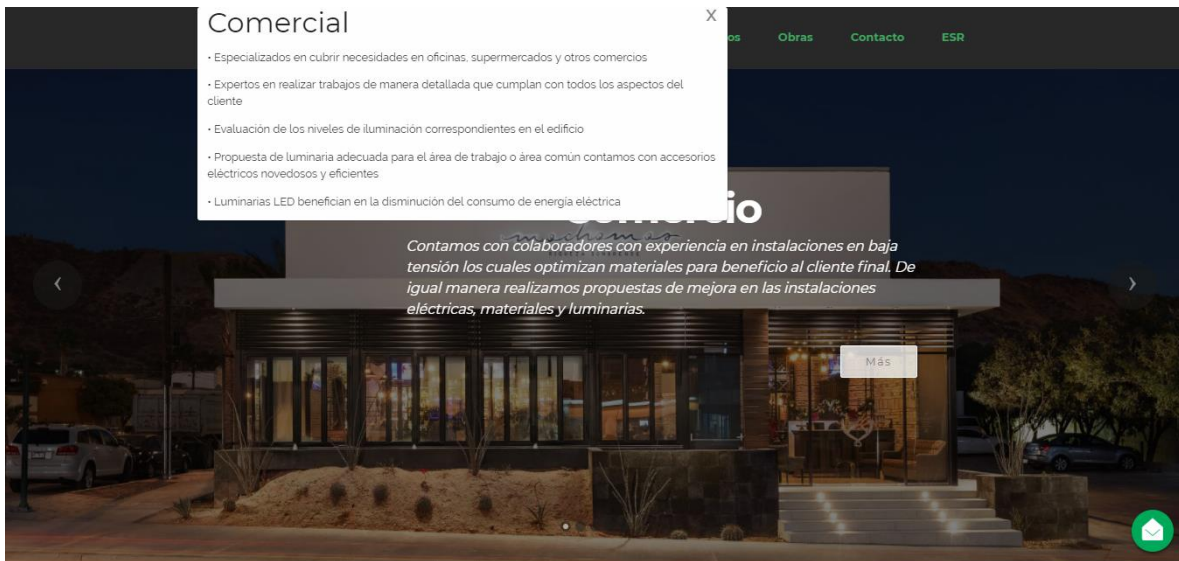 Comercial
X
• Especializados en cubrir necesidades en oficinas, supermercados y otros comercios
• Expertos en realizar trabajos de manera detallada que cumplan con todos los aspectos del
cliente
• Evaluación de los niveles de iluminación correspondientes en el edificio
• Propuesta de luminaria adecuada para el área de trabajo o área común contamos con accesorios
eléctricos novedosos y eficientes
• Luminarias LED benefician en la disminución del consumo de energía eléctrica
os Obras Contacto ESR
Comercio
machomas
Contamos con colaboradores con experiencia en instalaciones en baja
tensión los cuales optimizan materiales para beneficio al cliente final. De
igual manera realizamos propuestas de mejora en las instalaciones
eléctricas, materiales y luminarias.
Más